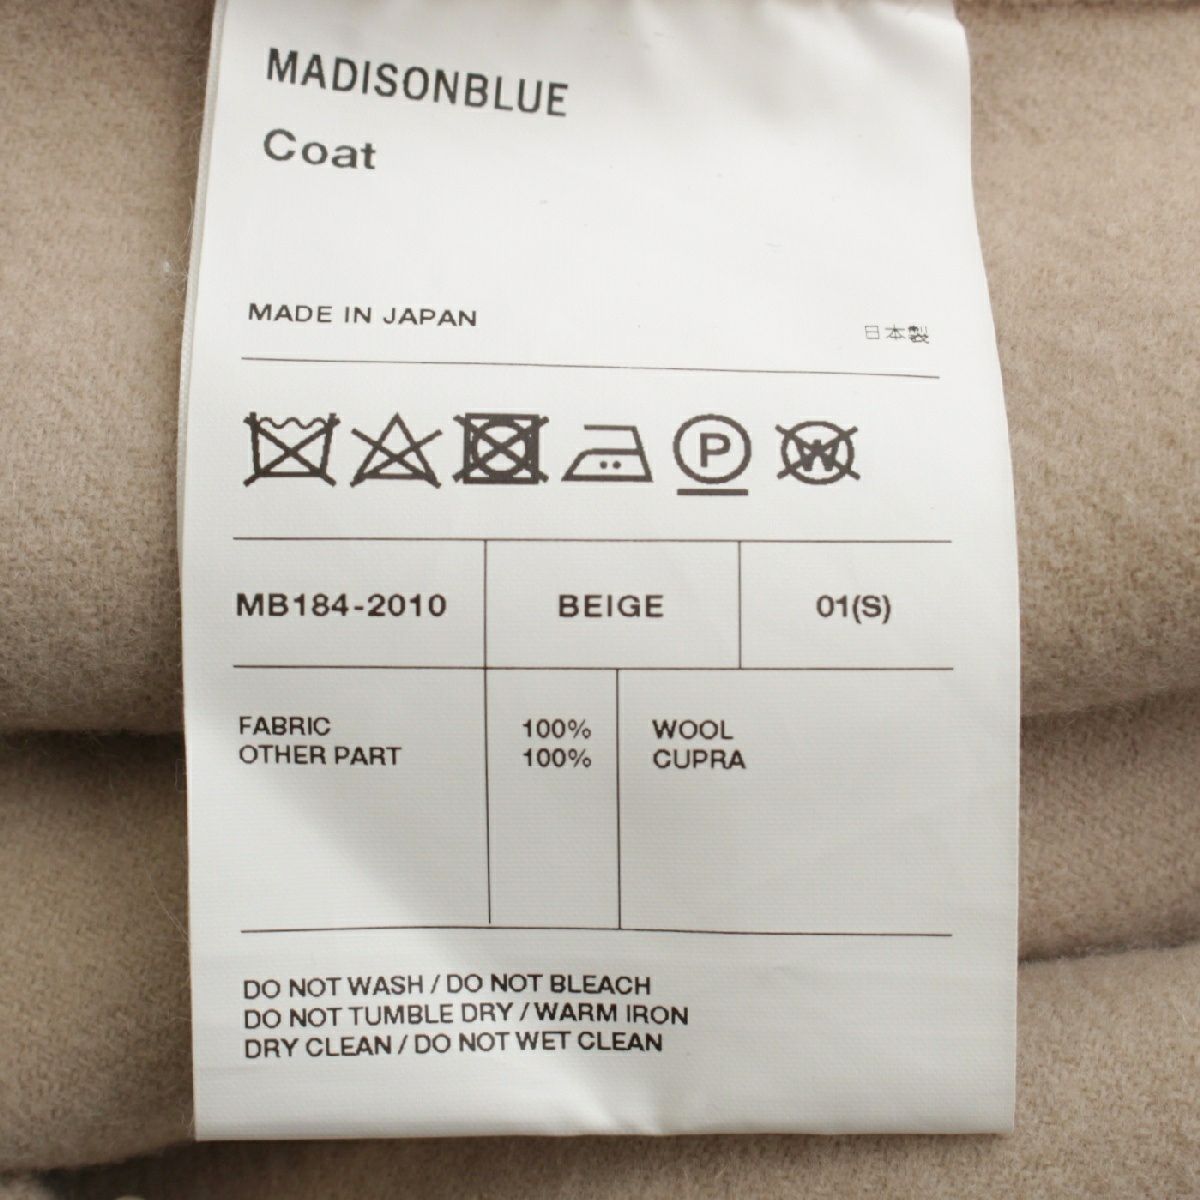 MADISONBLUE
Coat
MADE IN JAPAN
日本製
P W
MB184-2010 BEIGE 01(S)
FABRIC 100% WOOL
OTHER PART 100% CUPRA
DO NOT WASH / DO NOT BLEACH
DO NOT TUMBLE DRY / WARM IRON
DRY CLEAN / DO NOT WET CLEAN